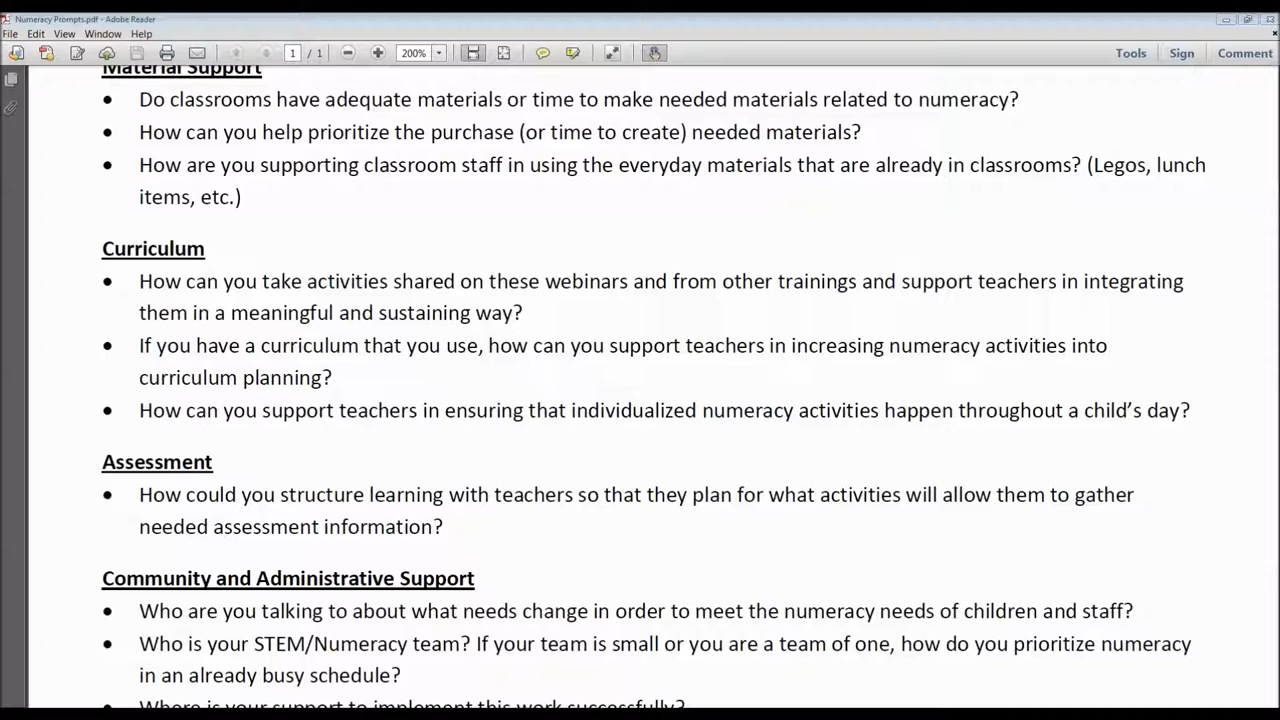 Numeracy Prompts.pdf - Adobe Reader
File Edit View Window Help
1 / 1 200% Tools Sign Comment
Material Support
• Do classrooms have adequate materials or time to make needed materials related to numeracy?
• How can you help prioritize the purchase (or time to create) needed materials?
• How are you supporting classroom staff in using the everyday materials that are already in classrooms? (Legos, lunch
items, etc.)
Curriculum
• How can you take activities shared on these webinars and from other trainings and support teachers in integrating
them in a meaningful and sustaining way?
• If you have a curriculum that you use, how can you support teachers in increasing numeracy activities into
curriculum planning?
• How can you support teachers in ensuring that individualized numeracy activities happen throughout a child’s day?
Assessment
• How could you structure learning with teachers so that they plan for what activities will allow them to gather
needed assessment information?
Community and Administrative Support
• Who are you talking to about what needs change in order to meet the numeracy needs of children and staff?
• Who is your STEM/Numeracy team? If your team is small or you are a team of one, how do you prioritize numeracy
in an already busy schedule?
Where is your support to implement this work successfully?